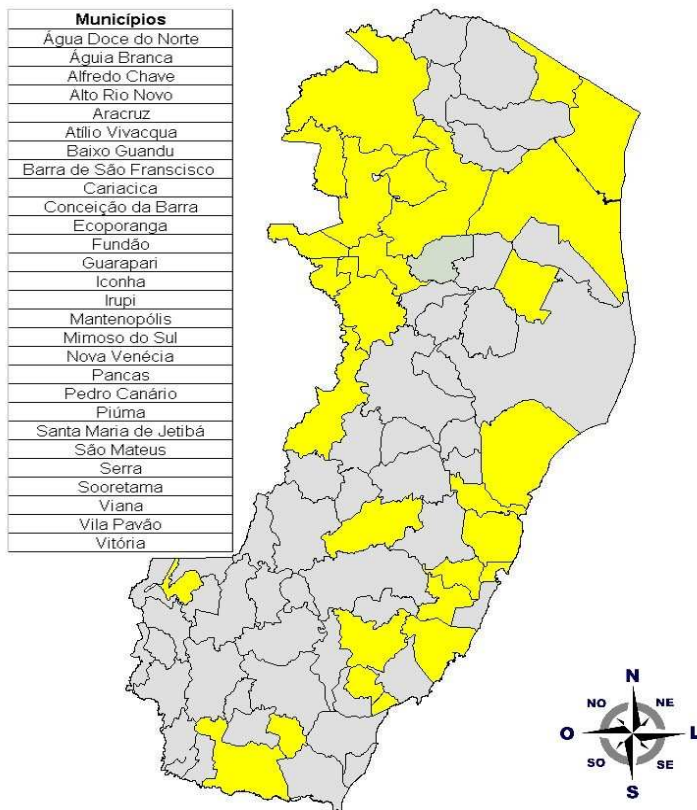 Municípios
Água Doce do Norte
Águia Branca
Alfredo Chave
Alto Rio Novo
Aracruz
Atílio Vivacqua
Baixo Guandu
Barra de São Franscisco
Cariacica
Conceição da Barra
Ecoporanga
Fundão
Guarapari
Iconha
Irupi
Mantenopólis
Mimoso do Sul
Nova Venécia
Pancas
Pedro Canário
Piúma
Santa Maria de Jetibá
São Mateus
Serra
Sooretama
Viana
Vila Pavão
Vitória
N
NO NE
O L
SO SE
S